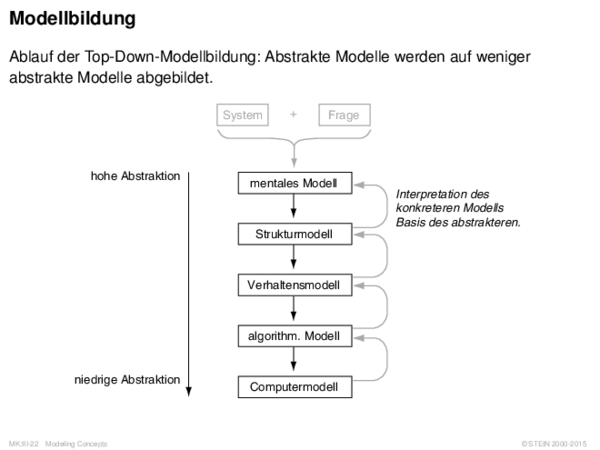 Modellbildung
Ablauf der Top-Down-Modellbildung: Abstrakte Modelle werden auf weniger
abstrakte Modelle abgebildet.
System + Frage
hohe Abstraktion
mentales Modell
Interpretation des
konkreteren Modells
Basis des abstrakteren.
Strukturmodell
Verhaltensmodell
algorithm. Modell
niedrige Abstraktion
Computermodell
MK:III-22 Modeling Concepts
© STEIN 2000-2015